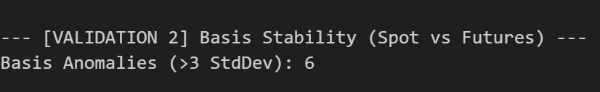 --- [VALIDATION 2] Basis Stability (Spot vs Futures) ---
Basis Anomalies (>3 StdDev): 6